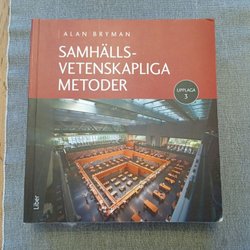 ALAN BRYMAN
SAMHÄLLS-
VETENSKAPLIGA
METODER
UPPLAGA
3
Liber